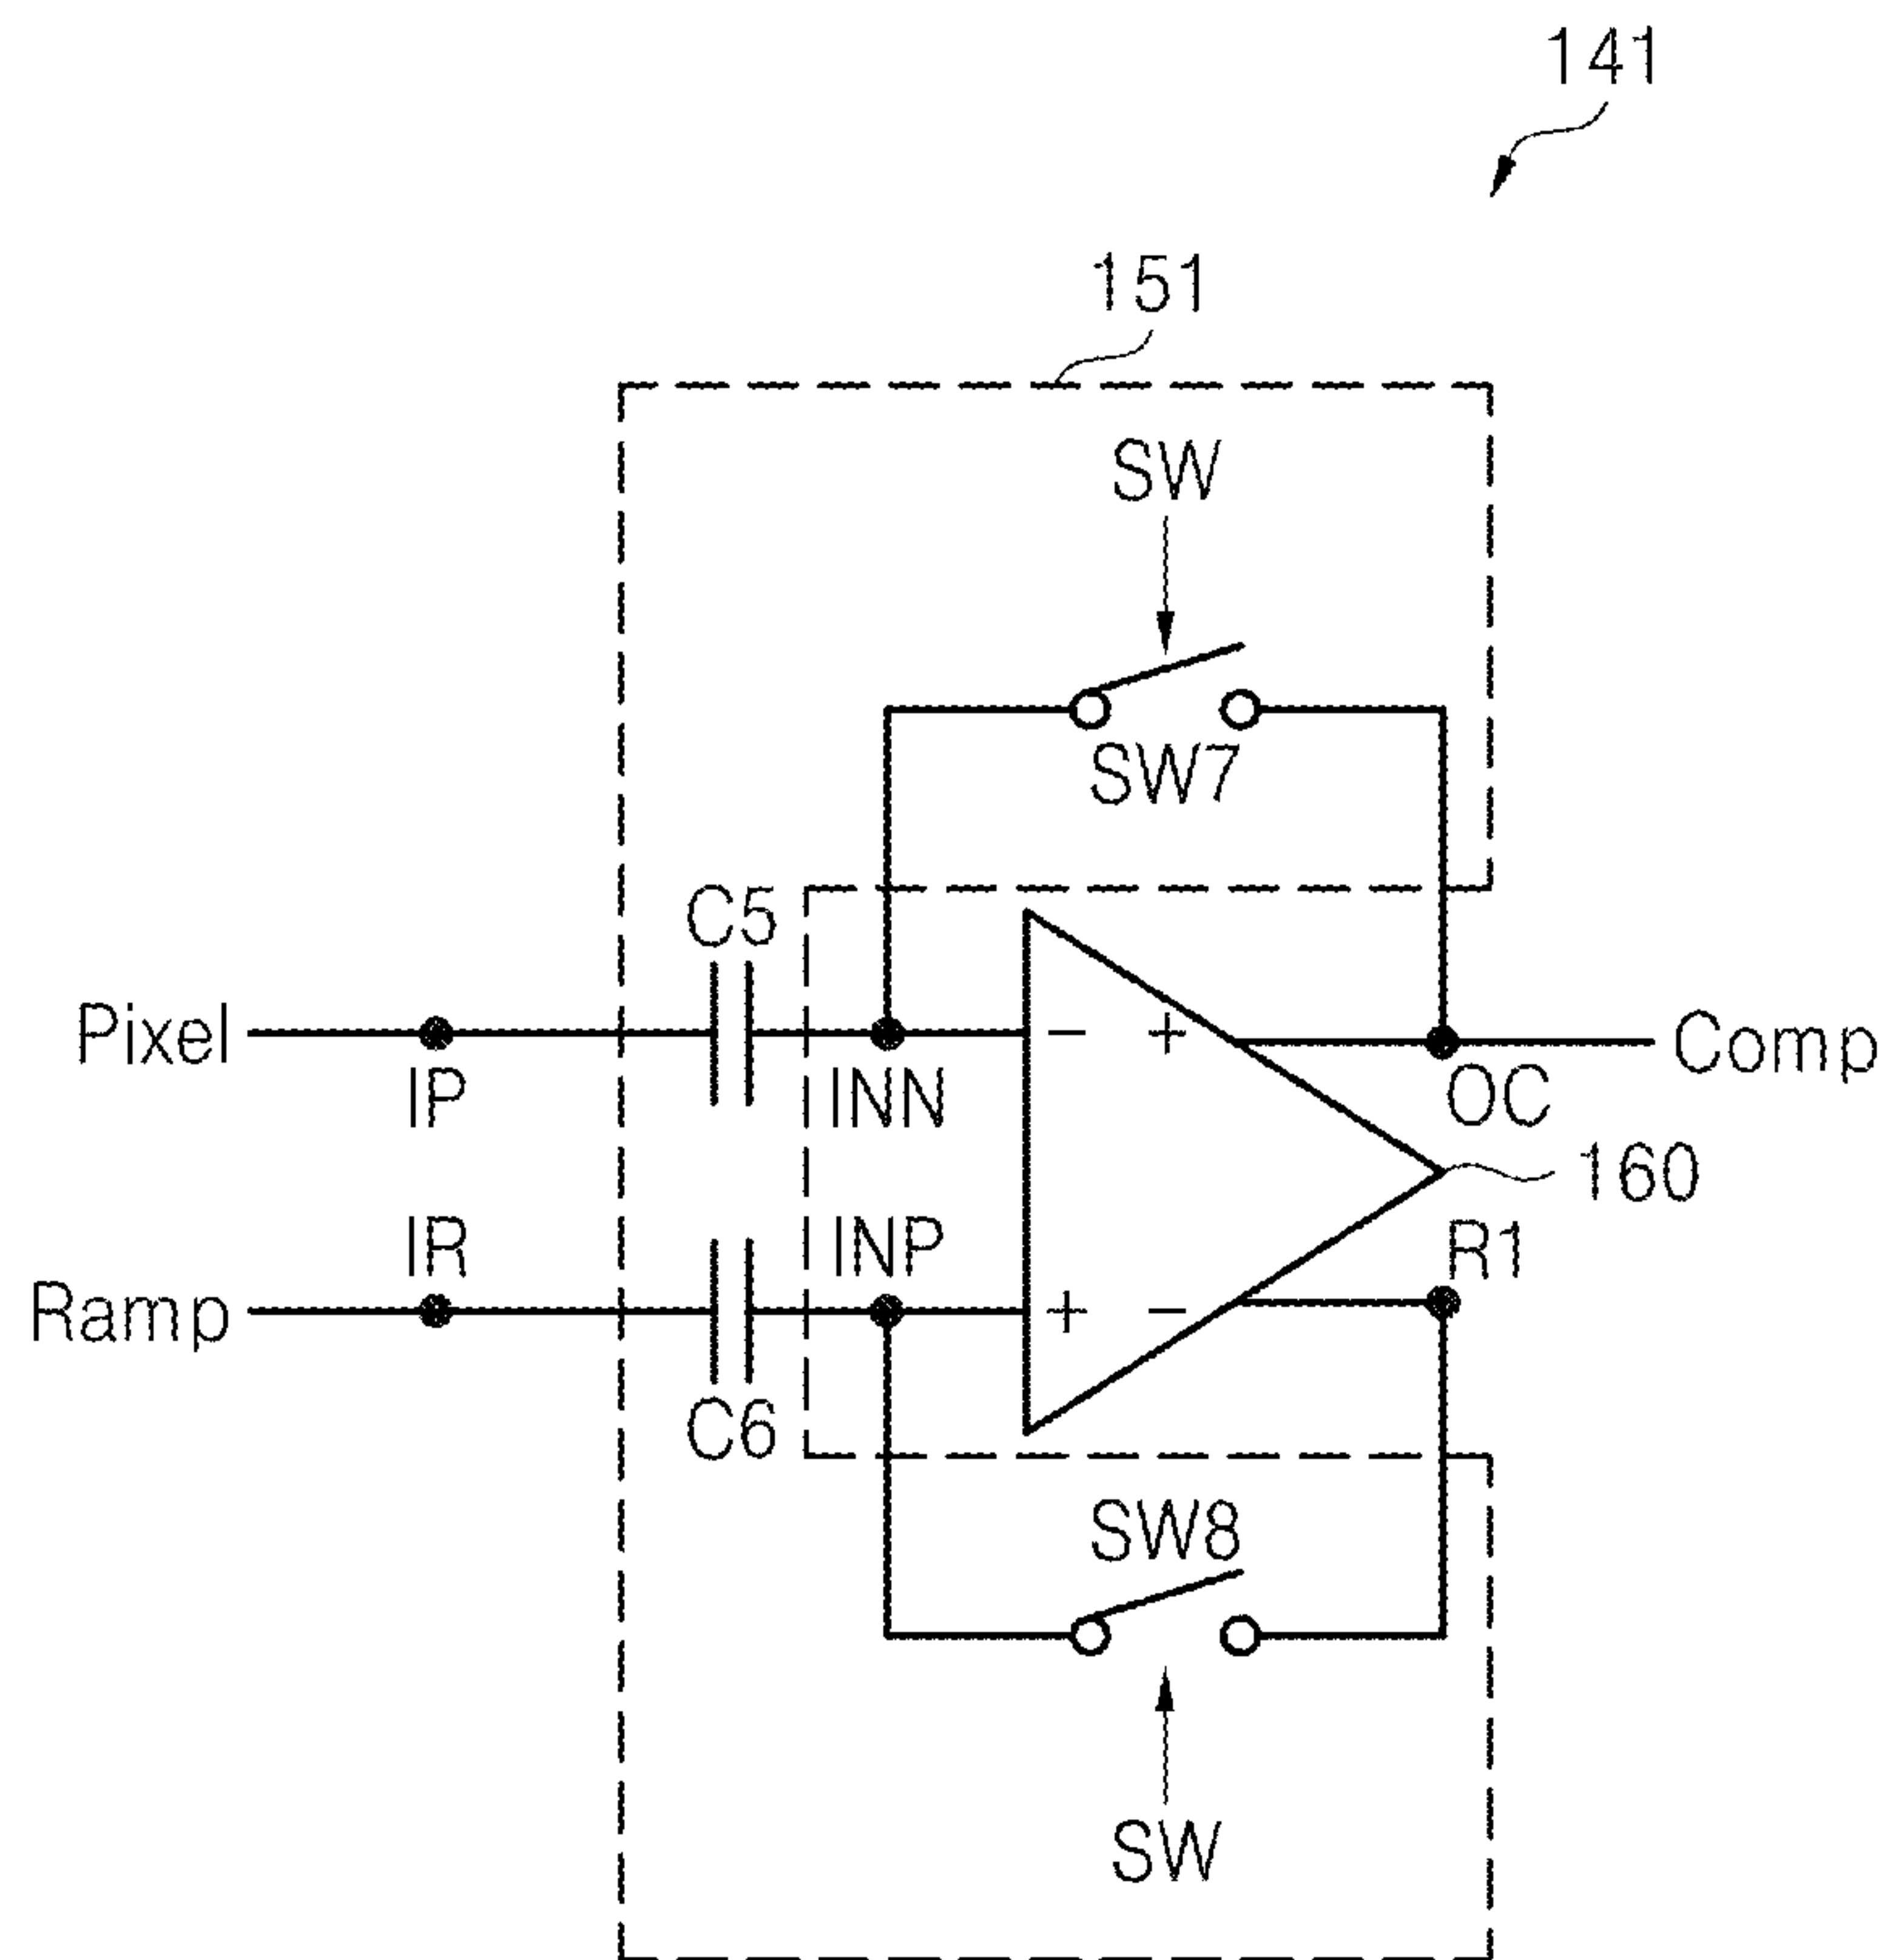 141
151
SW
SW7
C5
Pixel
IP
INN
− +
OC
Comp
160
Ramp
IR
INP
+ −
R1
C6
SW8
SW